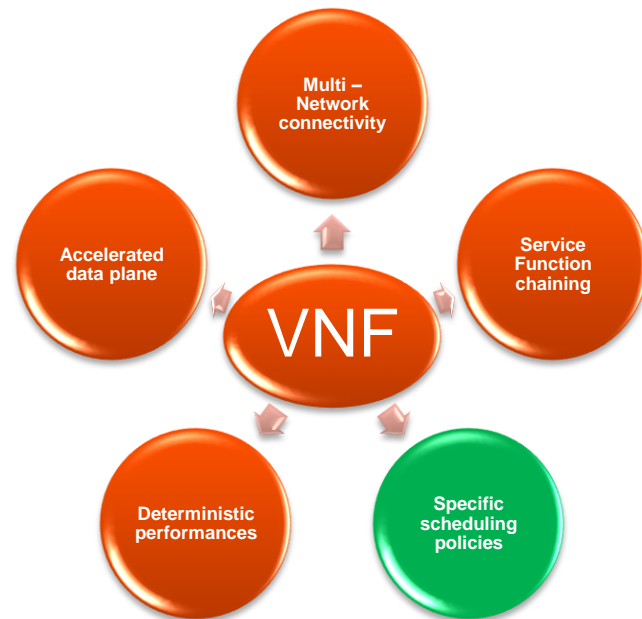 Multi –
Network
connectivity
Accelerated
data plane
Service
Function
chaining
VNF
Deterministic
performances
Specific
scheduling
policies